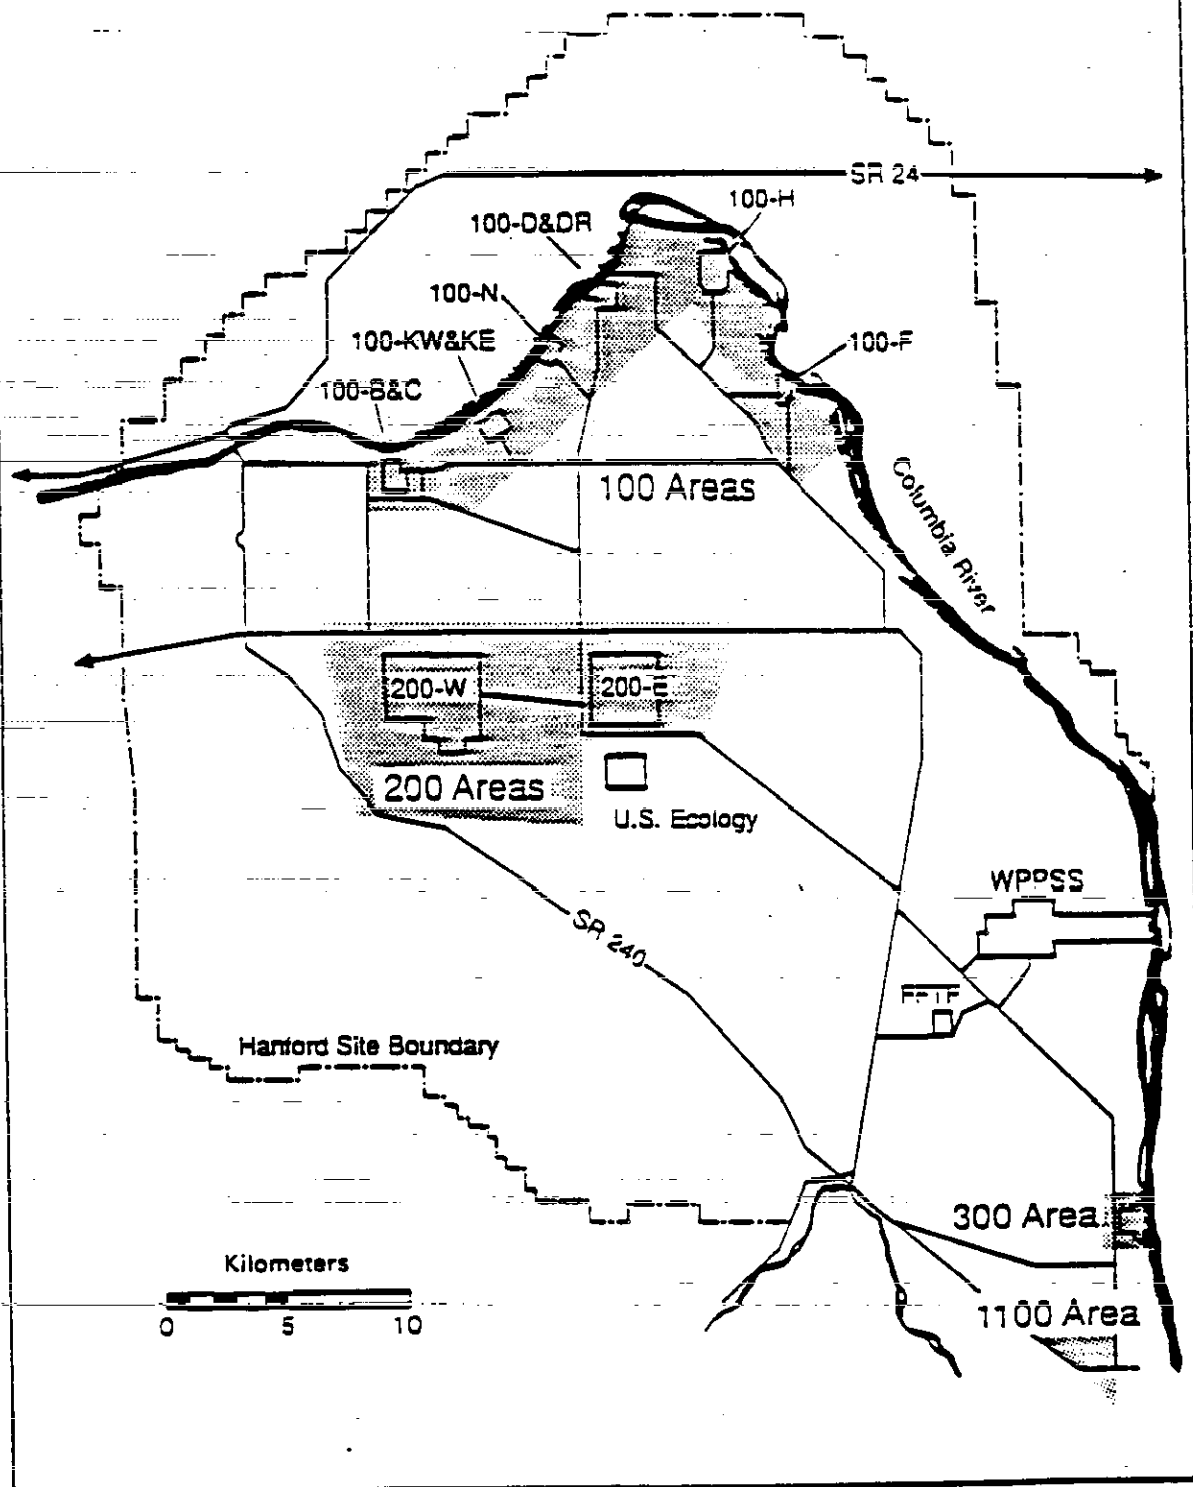 SR 24
100-H
100-D&DR
100-N
100-KW&KE
100-F
100-B&C
100 Areas
Columbia River
200-W
200-E
200 Areas
U.S. Ecology
WPPSS
SR 240
FFTF
Hanford Site Boundary
300 Area
Kilometers
1100 Area
0 5 10